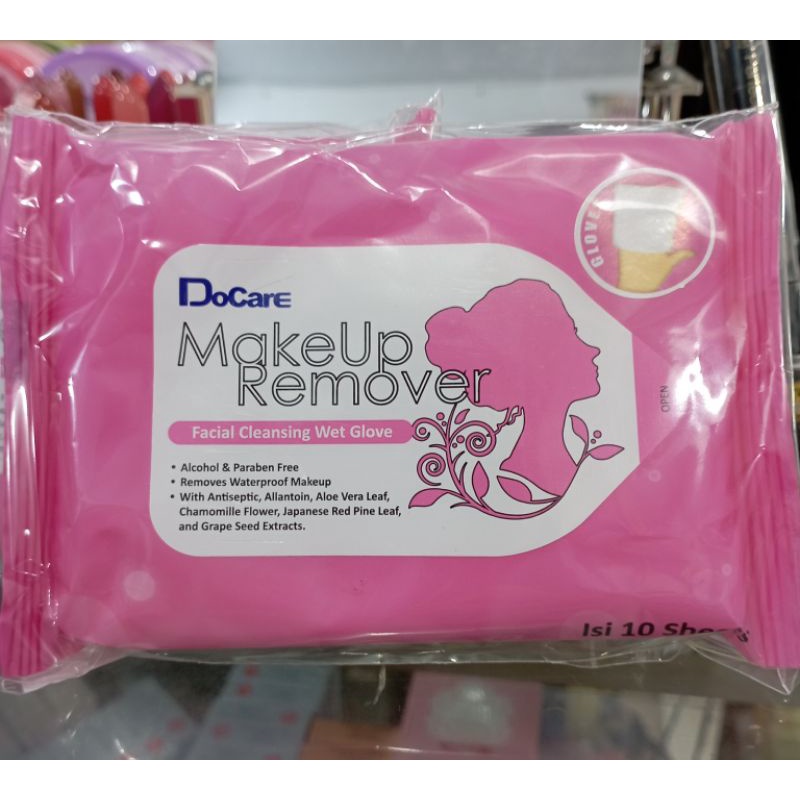 GLOVE
DoCare
MakeUp
Remover
Facial Cleansing Wet Glove
• Alcohol & Paraben Free
• Removes Waterproof Makeup
• With Antiseptic, Allantoin, Aloe Vera Leaf,
Chamomille Flower, Japanese Red Pine Leaf,
and Grape Seed Extracts.
OPEN
Isi 10